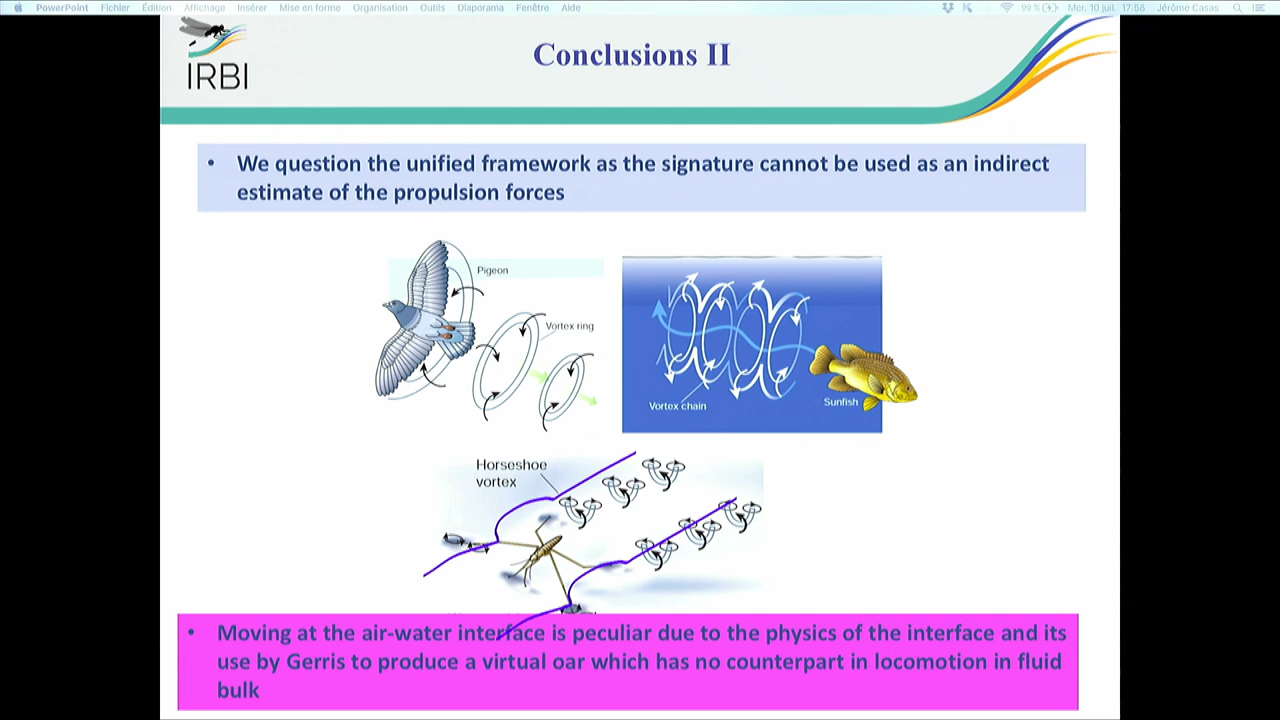 PowerPoint Fichier Édition Affichage Insérer Mise en forme Organisation Outils Diaporama Fenêtre Aide 99 % Mer. 10 juil. 17:58 Jérôme Casas
IRBI
Conclusions II
• We question the unified framework as the signature cannot be used as an indirect
estimate of the propulsion forces
Pigeon
Vortex ring
Vortex chain
Sunfish
Horseshoe
vortex
• Moving at the air-water interface is peculiar due to the physics of the interface and its
use by Gerris to produce a virtual oar which has no counterpart in locomotion in fluid
bulk